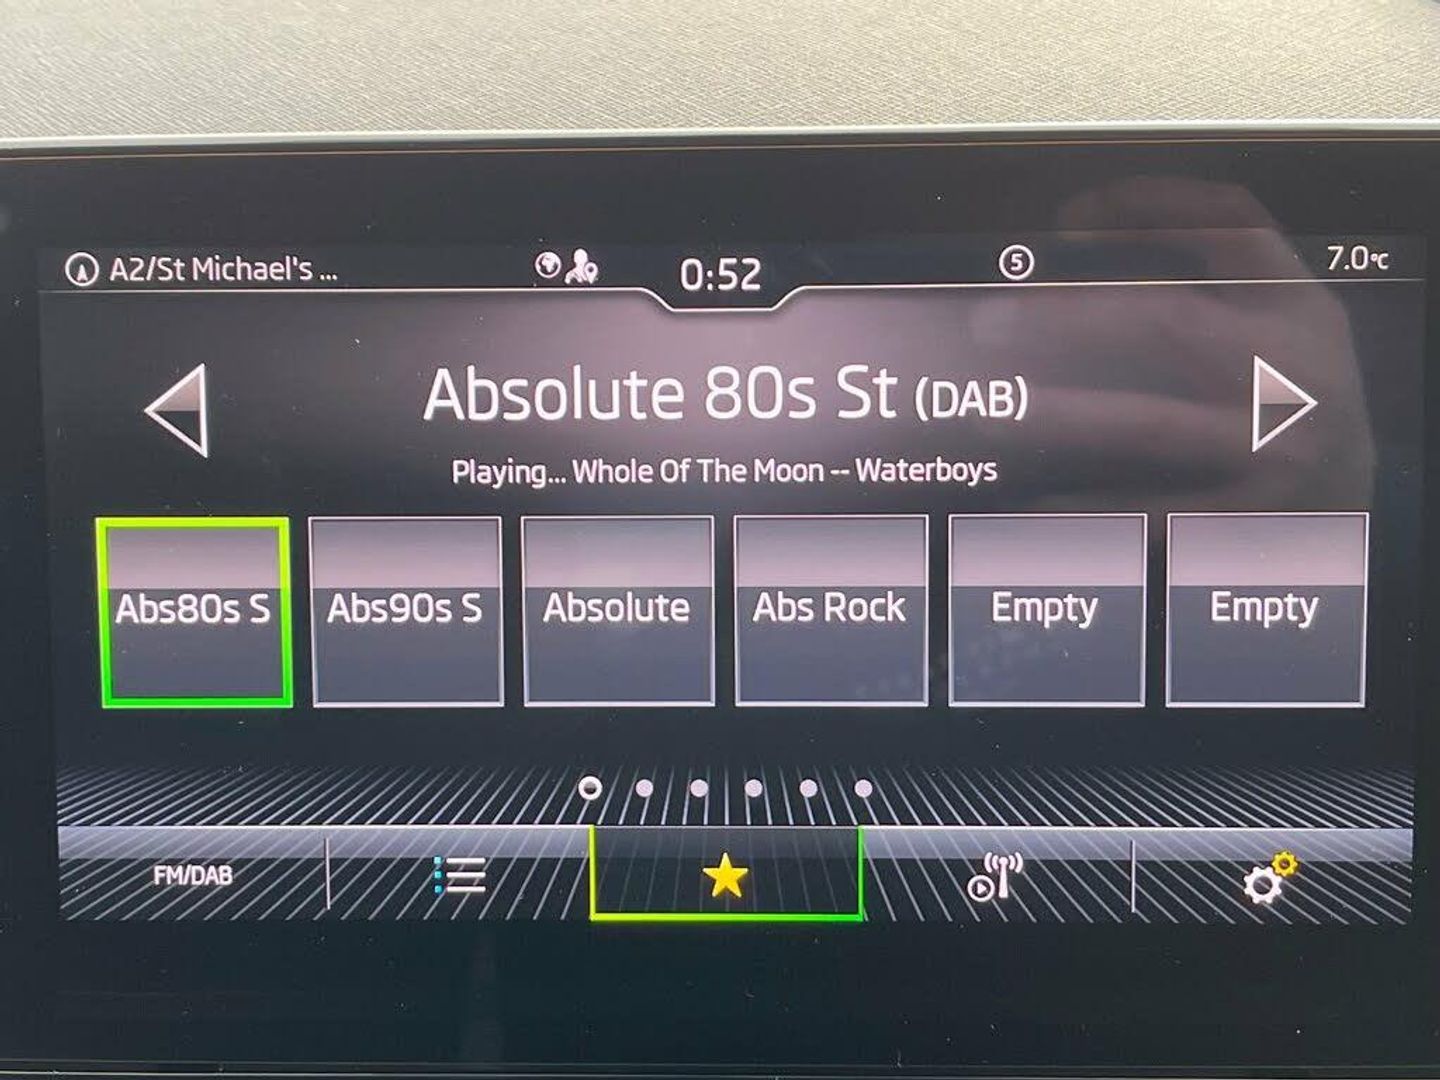 A2/St Michael's ...
0:52
5
7.0°C
Absolute 80s St (DAB)
Playing... Whole Of The Moon -- Waterboys
Abs80s S
Abs90s S
Absolute
Abs Rock
Empty
Empty
FM/DAB